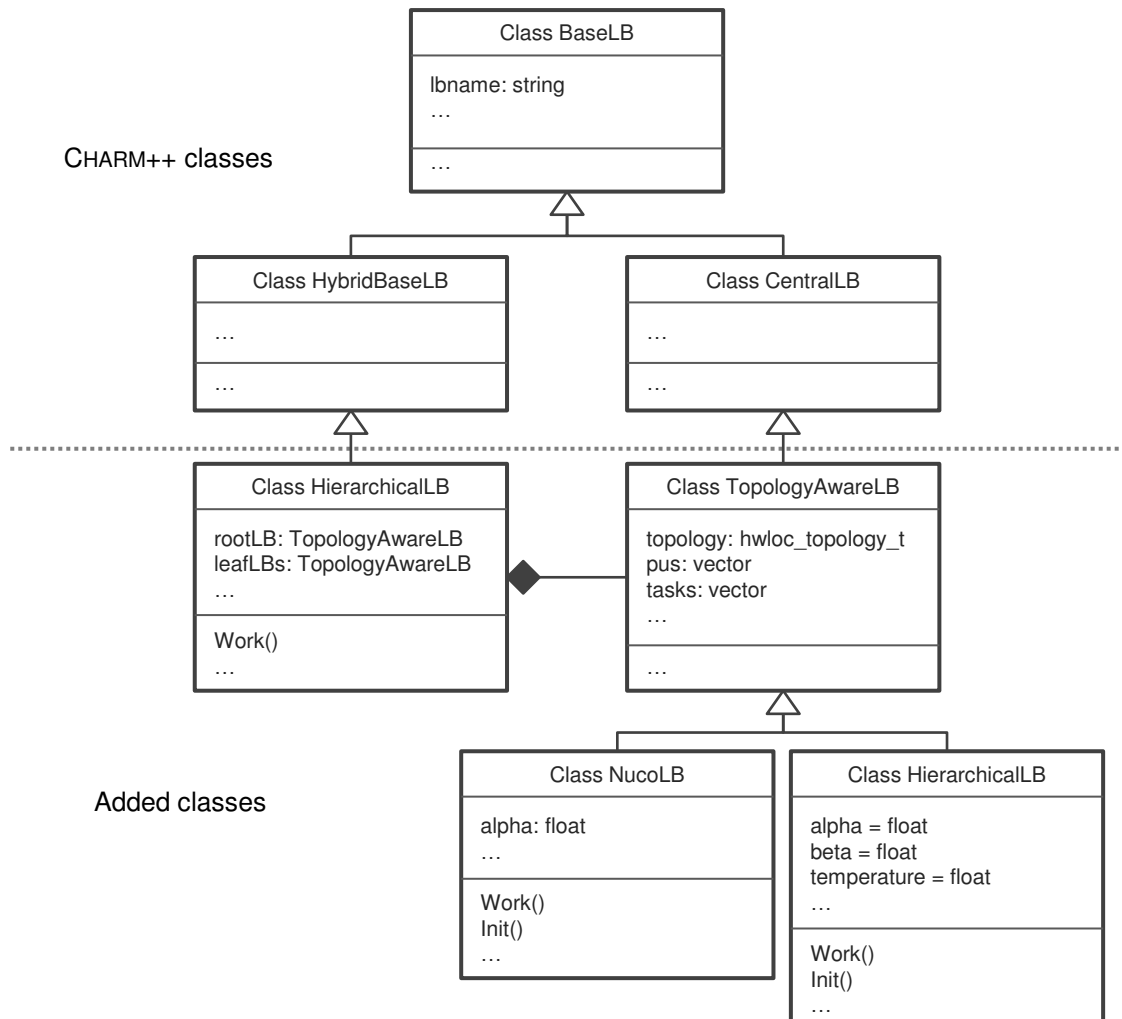 Class BaseLB
lbname: string
…
…
CHARM++ classes
Class HybridBaseLB
…
…
Class CentralLB
…
…
Class HierarchicalLB
rootLB: TopologyAwareLB
leafLBs: TopologyAwareLB
…
Work()
…
Class TopologyAwareLB
topology: hwloc_topology_t
pus: vector
tasks: vector
…
…
Added classes
Class NucoLB
alpha: float
…
Work()
Init()
…
Class HierarchicalLB
alpha = float
beta = float
temperature = float
…
Work()
Init()
…